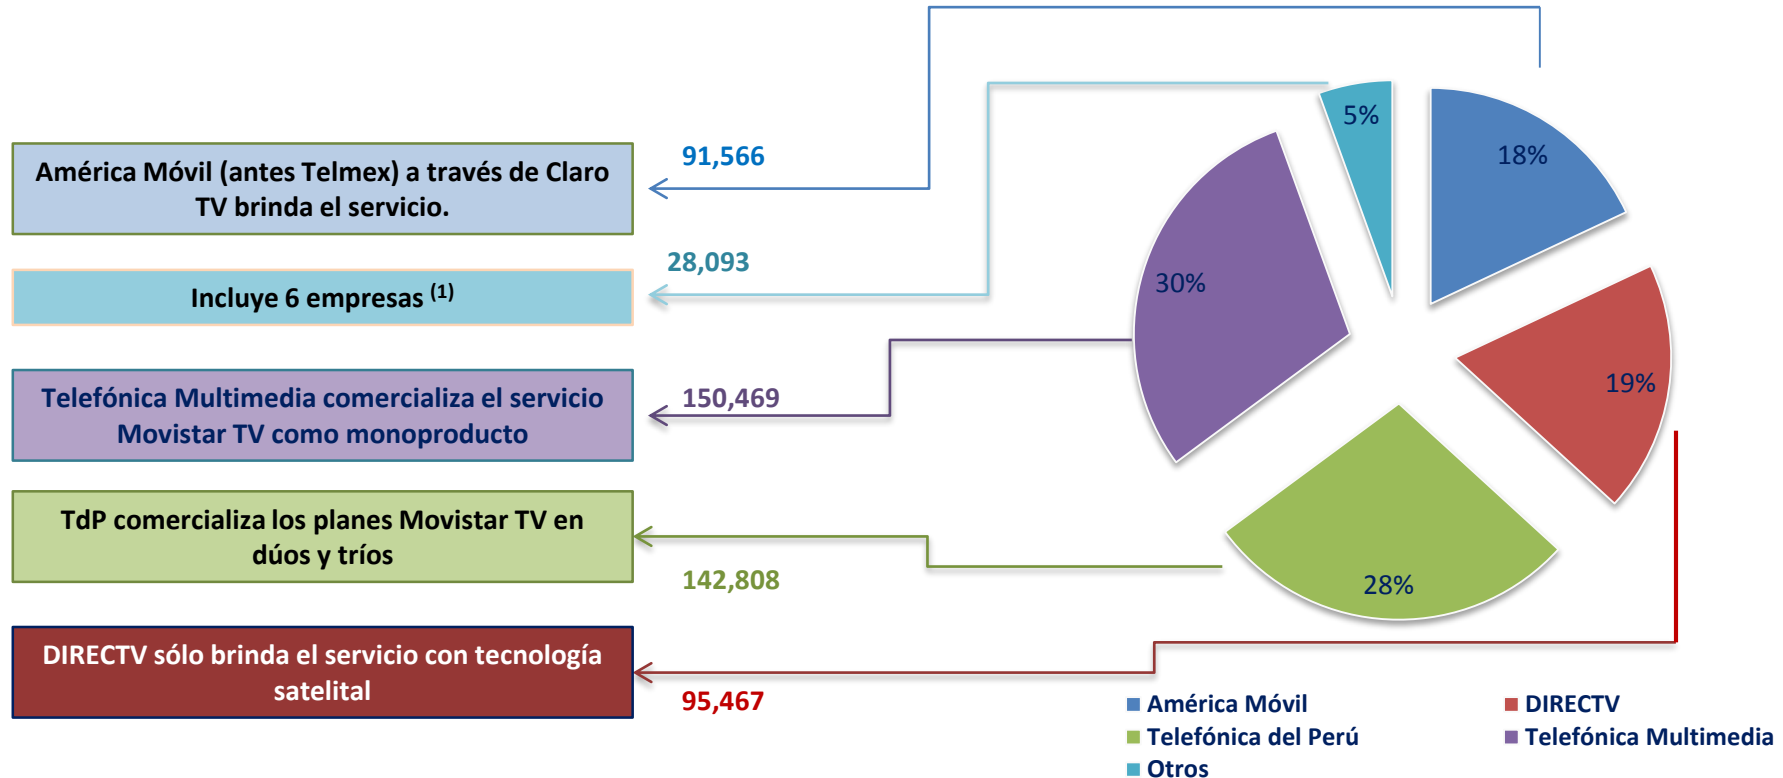 América Móvil (antes Telmex) a través de Claro
TV brinda el servicio.
91,566
Incluye 6 empresas (1)
28,093
Telefónica Multimedia comercializa el servicio
Movistar TV como monoproducto
150,469
TdP comercializa los planes Movistar TV en
dúos y tríos
142,808
DIRECTV sólo brinda el servicio con tecnología
satelital
95,467
5%
18%
30%
19%
28%
América Móvil
DIRECTV
Telefónica del Perú
Telefónica Multimedia
Otros